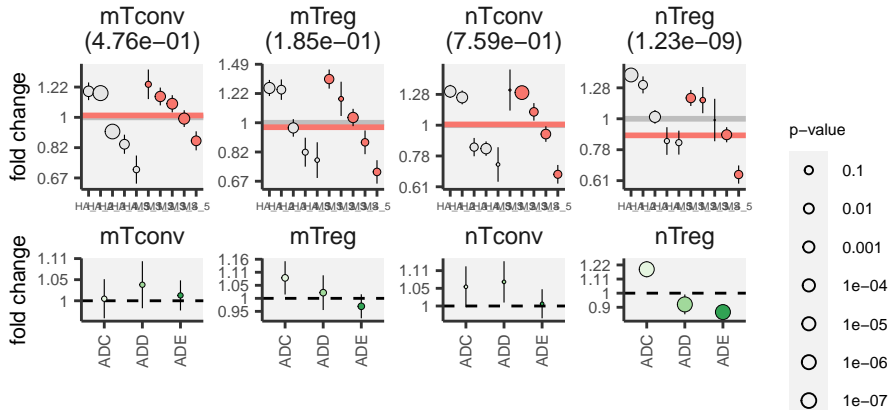 mTconv
(4.76e−01)
mTreg
(1.85e−01)
nTconv
(7.59e−01)
nTreg
(1.23e−09)
fold change
1.22
1
0.82
0.67
1.49
1.22
1
0.82
0.67
1.28
1
0.78
0.61
1.28
1
0.78
0.61
mTconv
mTreg
nTconv
nTreg
fold change
1.11
1.05
1
1.16
1.1
1.05
1
0.95
1.11
1.05
1
1.22
1.11
1
0.9
ADC
ADD
ADE
ADC
ADD
ADE
ADC
ADD
ADE
ADC
ADD
ADE
p−value
0.1
0.01
0.001
1e−04
1e−05
1e−06
1e−07